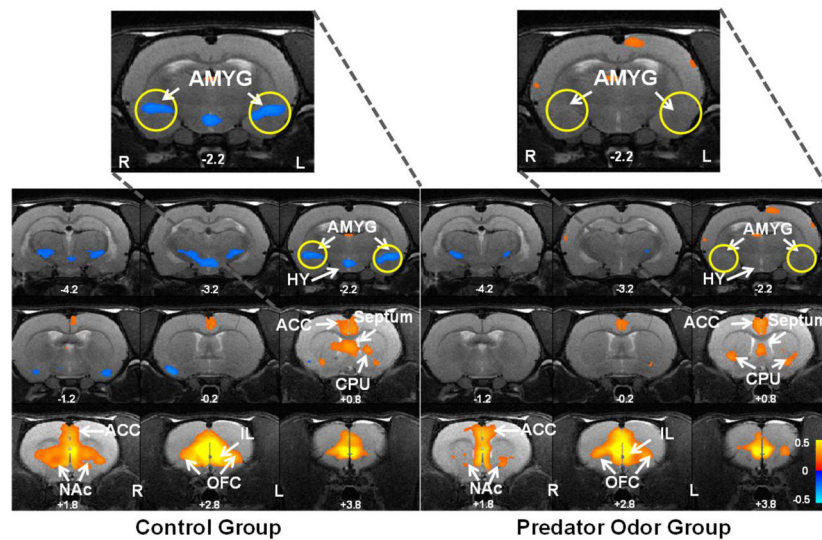 AMYG
R
-2.2
L
AMYG
R
-2.2
L
-4.2
-3.2
AMYG
HY
-2.2
-4.2
-3.2
AMYG
HY
-2.2
-1.2
-0.2
ACC
Septum
CPU
+0.8
-1.2
-0.2
ACC
Septum
CPU
+0.8
ACC
NAc
+1.8
R
IL
OFC
+2.8
L
+3.8
ACC
NAc
+1.8
R
IL
OFC
+2.8
L
+3.8
0.5
0
-0.5
Control Group
Predator Odor Group